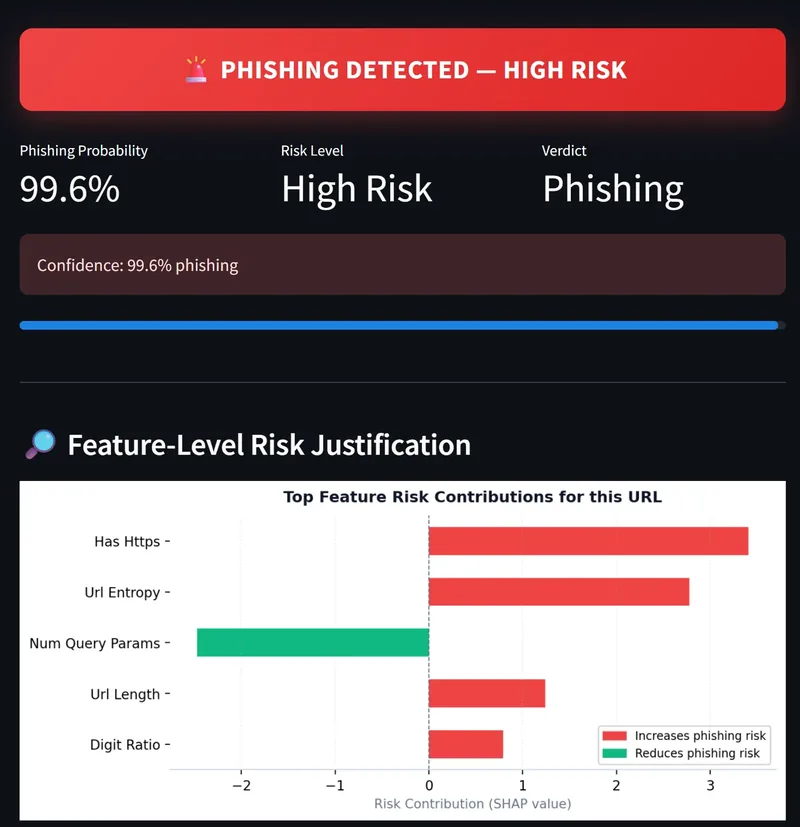 🚨 PHISHING DETECTED — HIGH RISK
Phishing Probability
99.6%
Risk Level
High Risk
Verdict
Phishing
Confidence: 99.6% phishing
🔎 Feature-Level Risk Justification
Top Feature Risk Contributions for this URL
Has Https
Url Entropy
Num Query Params
Url Length
Digit Ratio
Increases phishing risk
Reduces phishing risk
−2 −1 0 1 2 3
Risk Contribution (SHAP value)